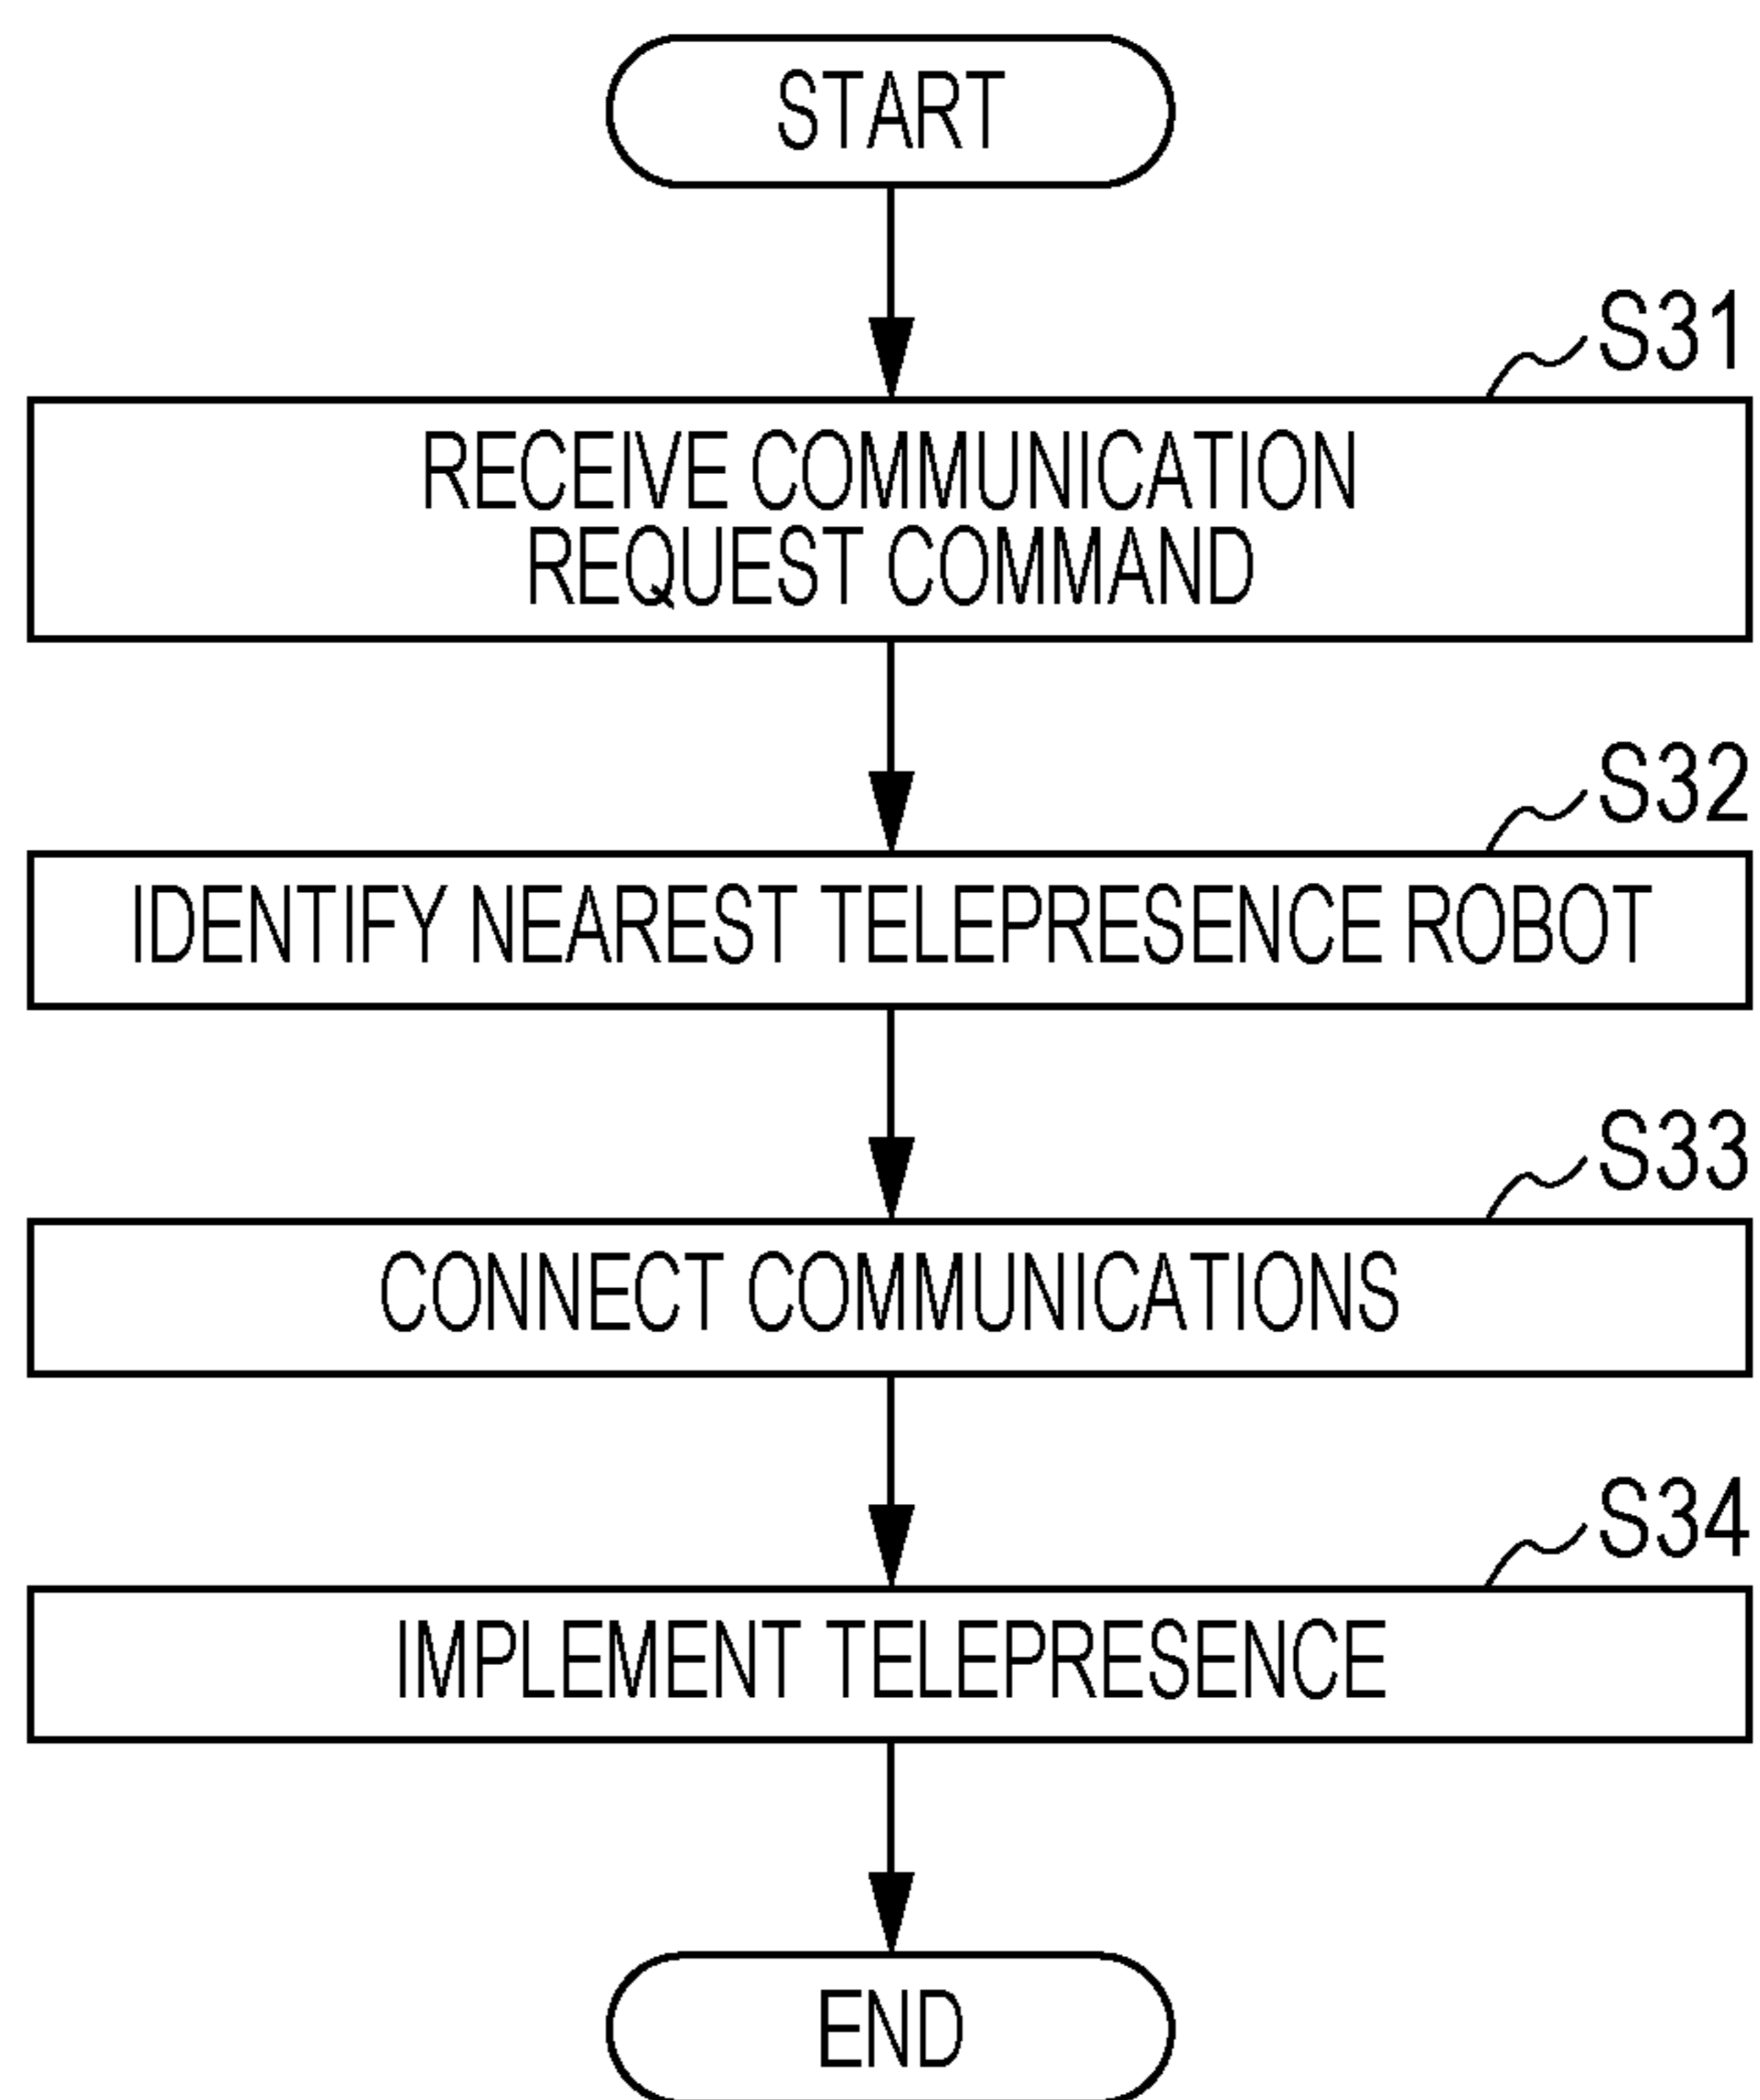 START
S31
RECEIVE COMMUNICATION
REQUEST COMMAND
S32
IDENTIFY NEAREST TELEPRESENCE ROBOT
S33
CONNECT COMMUNICATIONS
S34
IMPLEMENT TELEPRESENCE
END